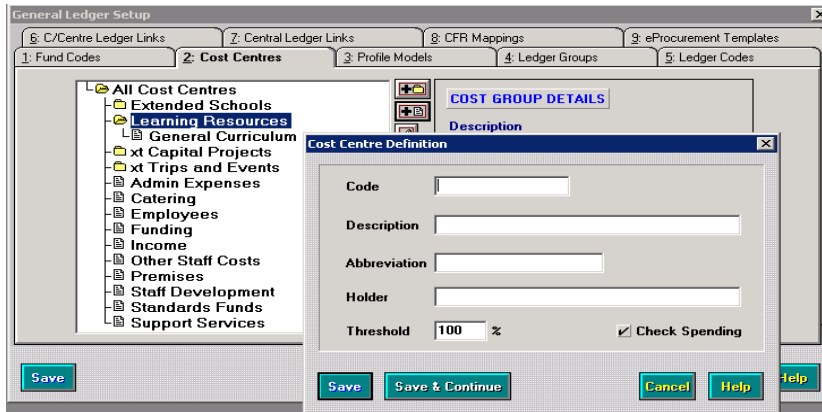 General Ledger Setup
6: C/Centre Ledger Links
7: Central Ledger Links
8: CFR Mappings
9: eProcurement Templates
1: Fund Codes
2: Cost Centres
3: Profile Models
4: Ledger Groups
5: Ledger Codes
All Cost Centres
Extended Schools
Learning Resources
General Curriculum
xt Capital Projects
xt Trips and Events
Admin Expenses
Catering
Employees
Funding
Income
Other Staff Costs
Premises
Staff Development
Standards Funds
Support Services
COST GROUP DETAILS
Description
Cost Centre Definition
Code
Description
Abbreviation
Holder
Threshold 100 %
Check Spending
Save
Save & Continue
Cancel
Help
Save
Help